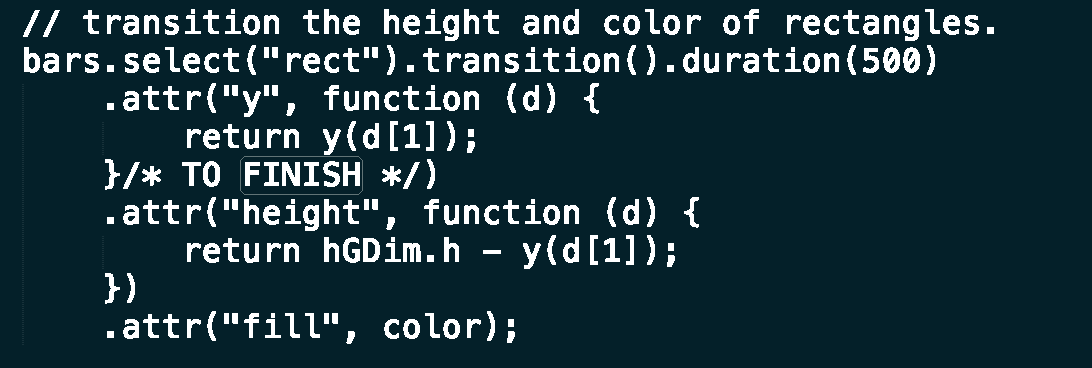 // transition the height and color of rectangles.
bars.select("rect").transition().duration(500)
    .attr("y", function (d) {
        return y(d[1]);
    }/* TO FINISH */)
    .attr("height", function (d) {
        return hGDim.h - y(d[1]);
    })
    .attr("fill", color);